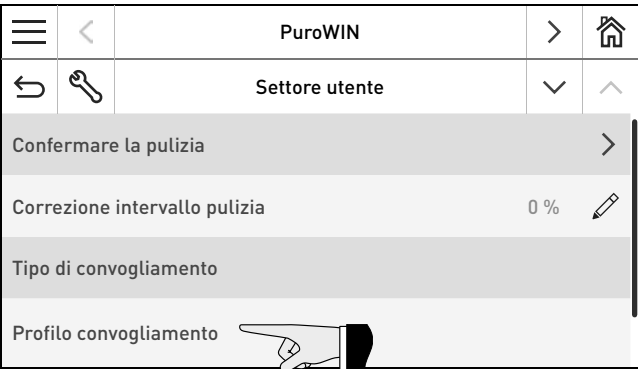 PuroWIN
Settore utente
Confermare la pulizia
Correzione intervallo pulizia 0 %
Tipo di convogliamento
Profilo convogliamento